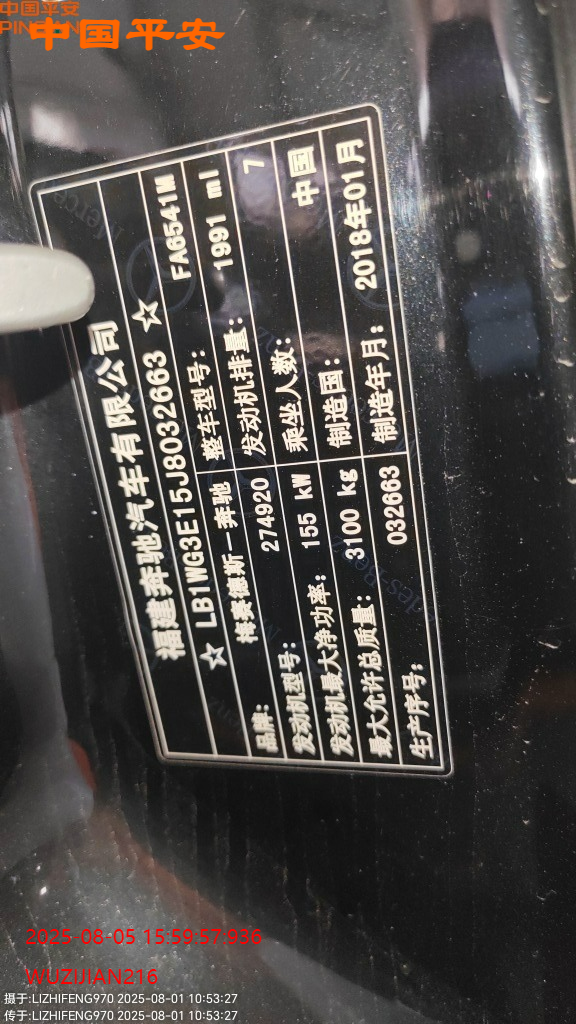 中国平安
PIN
中国平安
福建奔驰汽车有限公司
☆ LB1WG3E15J8032663 ☆
品牌: 梅赛德斯－奔驰 整车型号: FA6541M
发动机型号: 274920 发动机排量: 1991 ml
发动机最大净功率: 155 kW 乘坐人数: 7
最大允许总质量: 3100 kg 制造国: 中国
生产序号: 032663 制造年月: 2018年01月
2025-08-05 15:59:57:936
WUZIJIAN216
摄于:LIZHIFENG970 2025-08-01 10:53:27
传于:LIZHIFENG970 2025-08-01 10:53:27